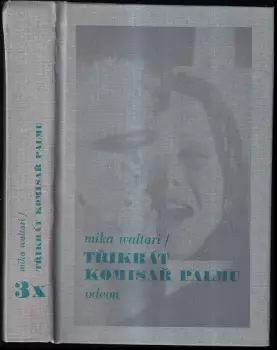 mika waltari /
TŘIKRÁT KOMISAŘ PALMU
3x
mika waltari /
TŘIKRÁT
KOMISAŘ PALMU
odeon